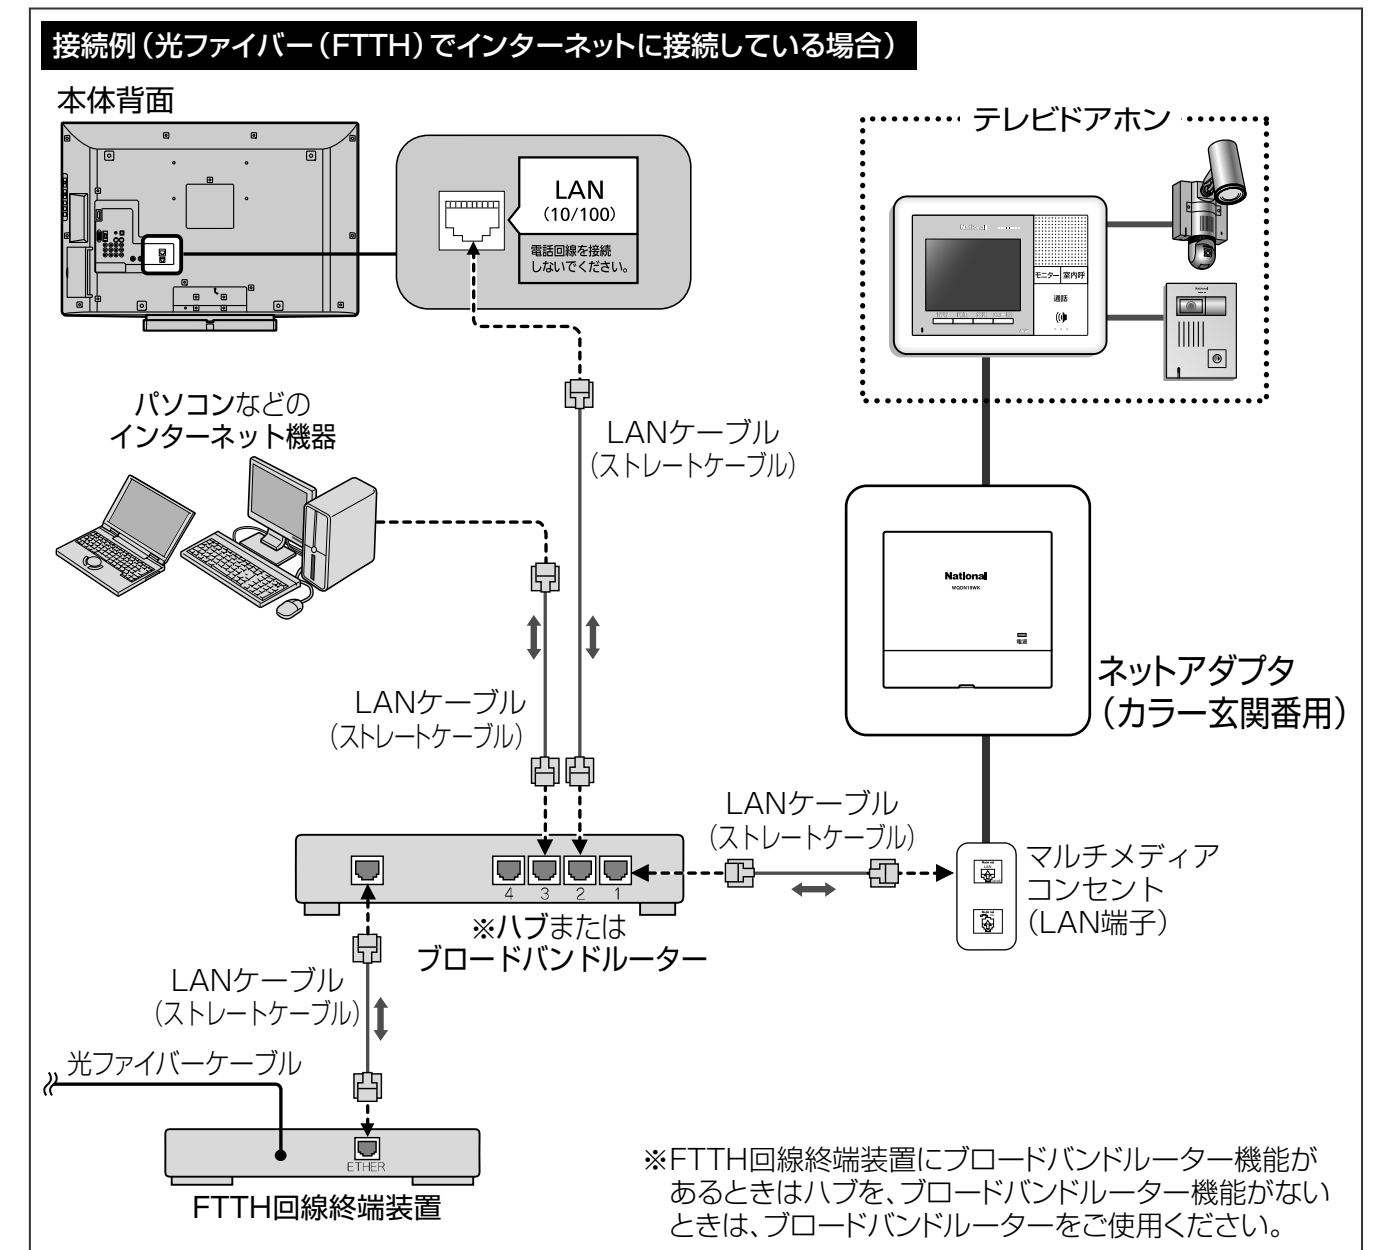 接続例（光ファイバー（FTTH）でインターネットに接続している場合）
本体背面
LAN
(10/100)
電話回線を接続
しないでください。
テレビドアホン
National
モニター 室内呼
通話
National
パソコンなどの
インターネット機器
LANケーブル
（ストレートケーブル）
National
WQDN19WK
電源
ネットアダプタ
（カラー玄関番用）
LANケーブル
（ストレートケーブル）
LANケーブル
（ストレートケーブル）
4 3 2 1
※ハブまたは
ブロードバンドルーター
マルチメディア
コンセント
（LAN端子）
LANケーブル
（ストレートケーブル）
光ファイバーケーブル
ETHER
FTTH回線終端装置
※FTTH回線終端装置にブロードバンドルーター機能が
あるときはハブを、ブロードバンドルーター機能がない
ときは、ブロードバンドルーターをご使用ください。